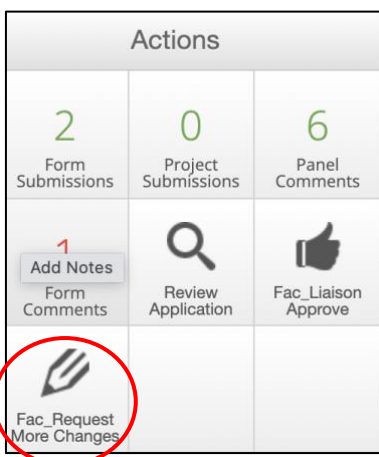 Actions
2
Form
Submissions
0
Project
Submissions
6
Panel
Comments
1
Add Notes
Form
Comments
Review
Application
Fac_Liaison
Approve
Fac_Request
More Changes